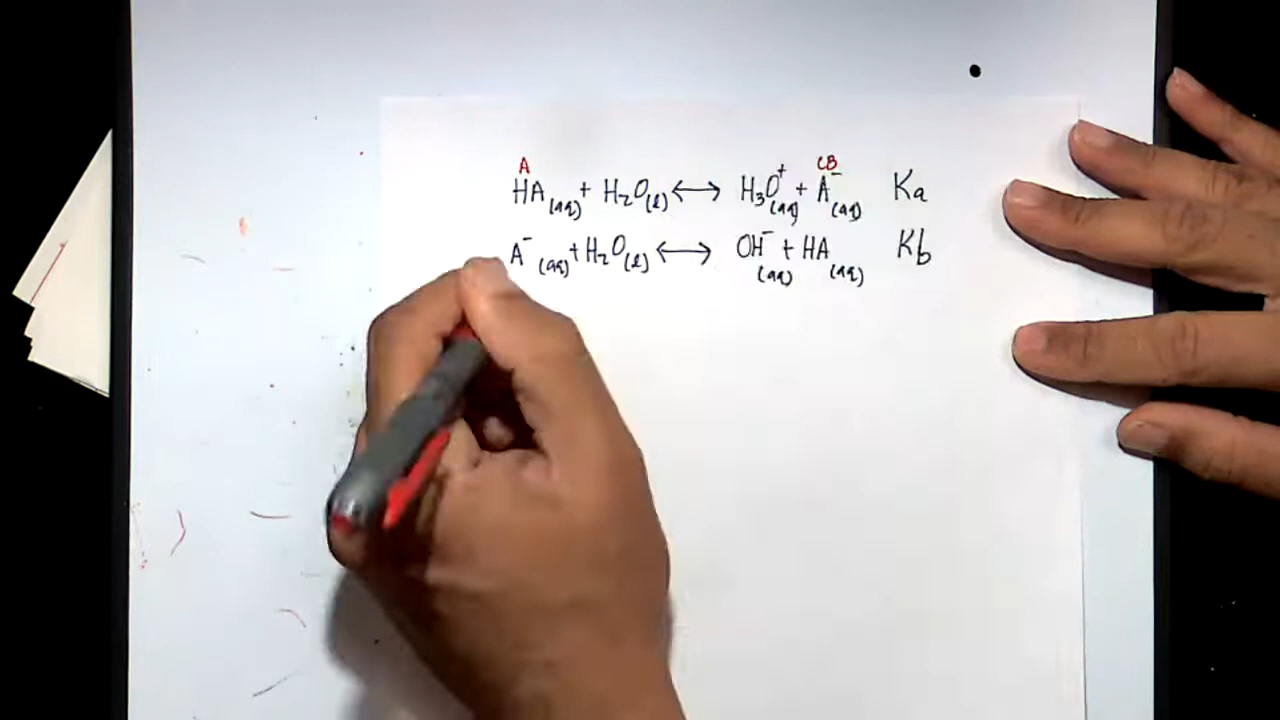 A CB
HA(aq) + H₂O(l) ⟷ H₃O⁺(aq) + A⁻(aq) Ka
A⁻(aq) + H₂O(l) ⟷ OH⁻(aq) + HA(aq) Kb